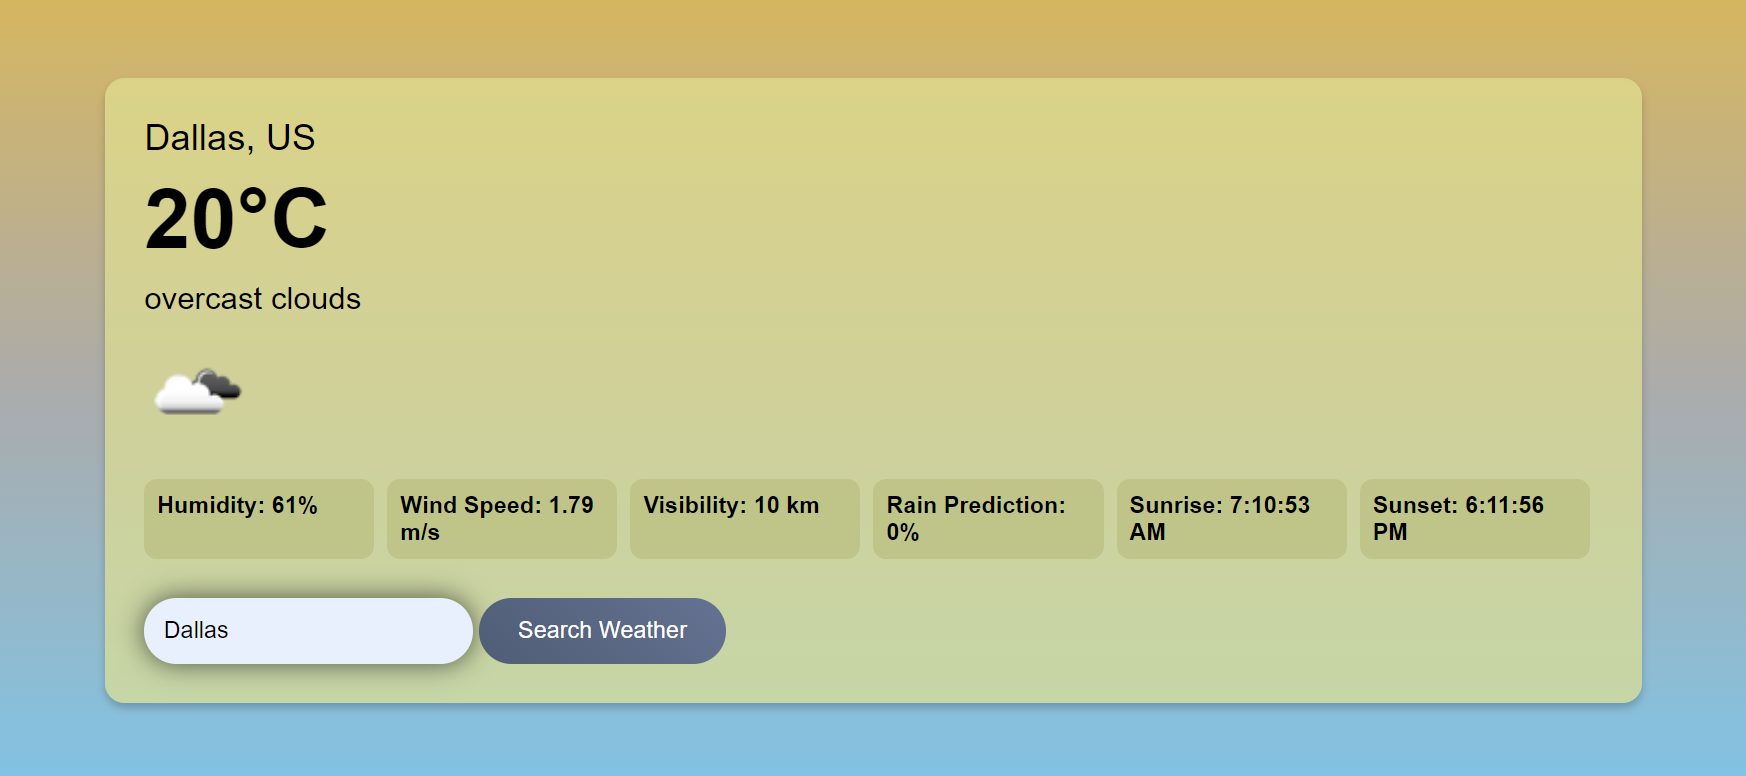 Dallas, US
20°C
overcast clouds
Humidity: 61%
Wind Speed: 1.79
m/s
Visibility: 10 km
Rain Prediction:
0%
Sunrise: 7:10:53
AM
Sunset: 6:11:56
PM
Dallas
Search Weather